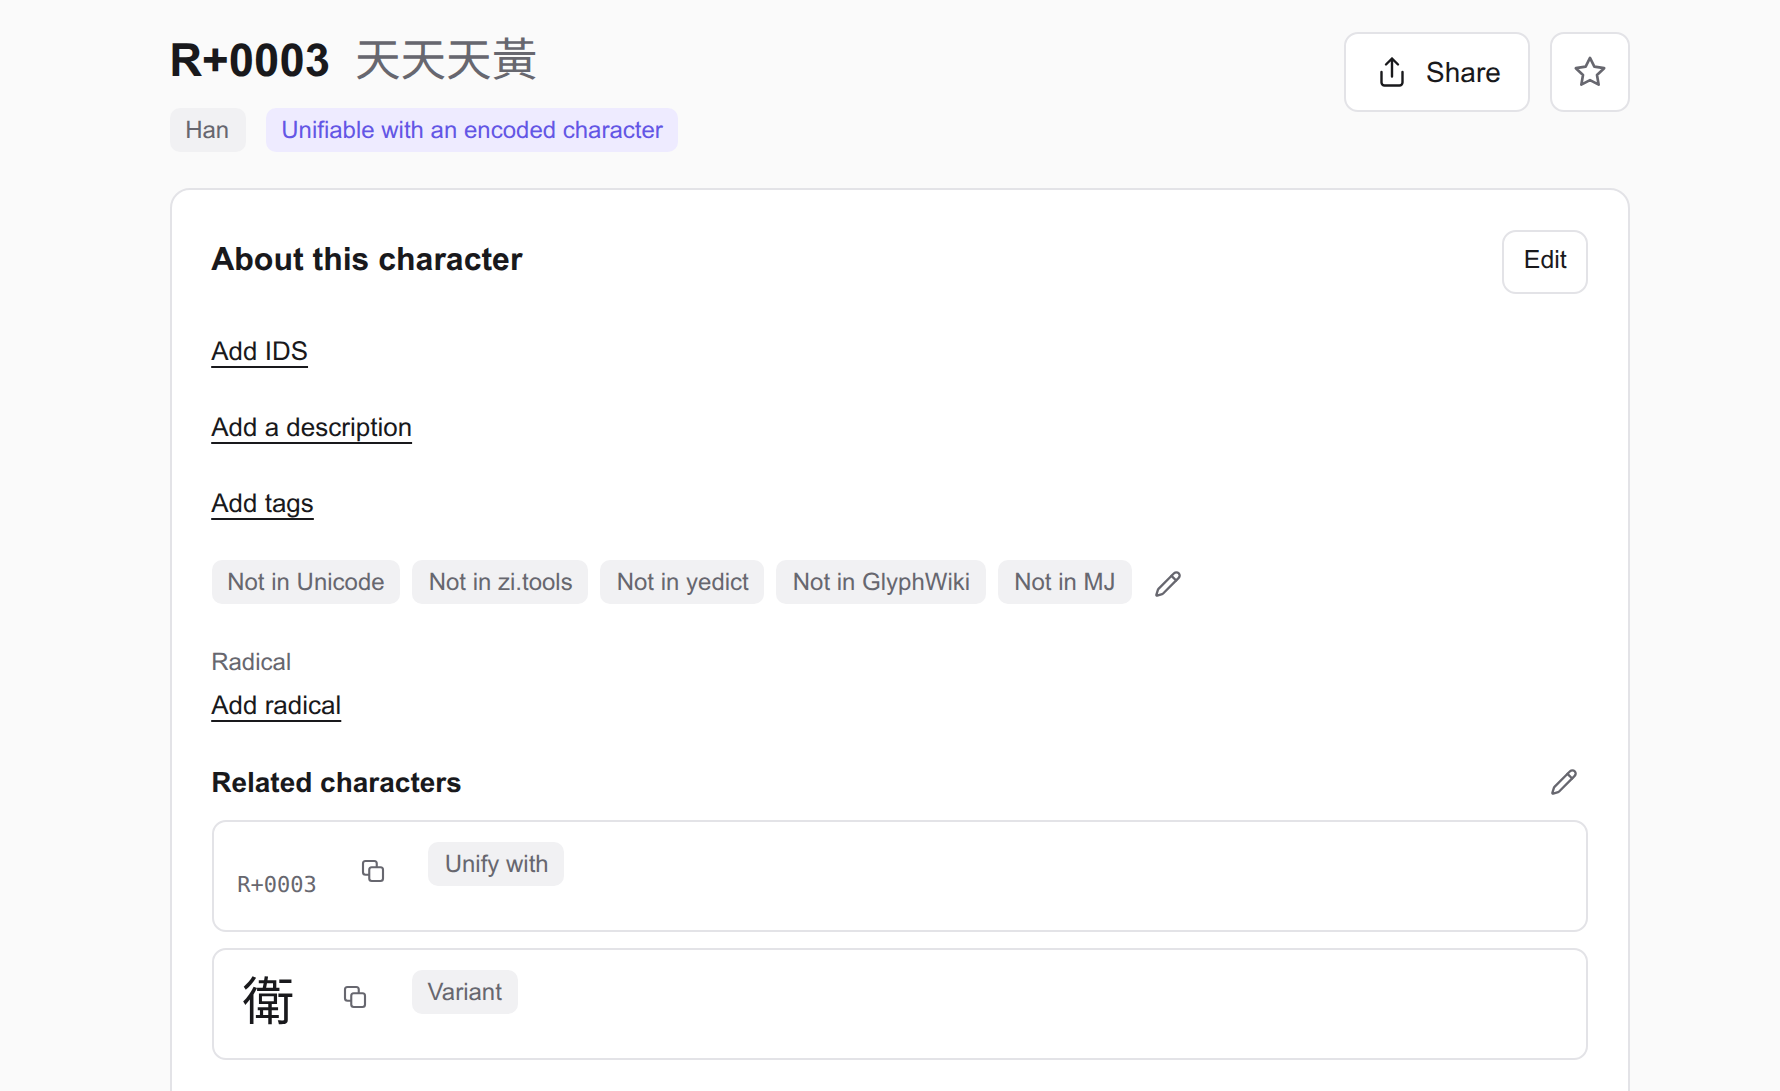 R+0003 天天天黃
Share
Han Unifiable with an encoded character
About this character
Edit
Add IDS
Add a description
Add tags
Not in Unicode Not in zi.tools Not in yedict Not in GlyphWiki Not in MJ
Radical
Add radical
Related characters
R+0003 Unify with
衛 Variant